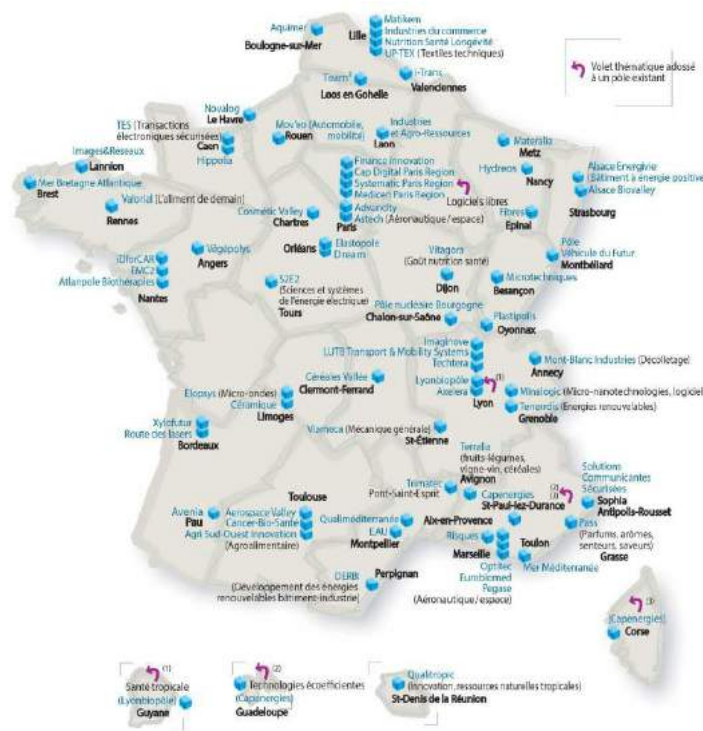 Aquimer
Boulogne-sur-Mer
Lille
Matikem
Industries du commerce
Nutrition Santé Longévité
UP-TEX (Textiles techniques)
Volet thématique adossé
à un pôle existant
i-Trans
Valenciennes
Team²
Loos en Gohelle
Novalog
Le Havre
TES (Transactions
électroniques sécurisées)
Caen
Hippolia
Mov'eo (Automobile,
mobilité)
Rouen
Industries
et Agro-Ressources
Laon
Materalia
Metz
Hydreos
Nancy
Alsace Energivie
(Bâtiment à énergie positive)
Alsace Biovalley
Strasbourg
Images&Reseaux
Lannion
Mer Bretagne Atlantique
Brest
Valorial (L'aliment de demain)
Rennes
Finance Innovation
Cap Digital Paris Region
Systematic Paris Region
Medicen Paris Region
Advancity
Astech (Aéronautique/espace)
Paris
Logiciels libres
Cosmetic Valley
Chartres
Fibres
Epinal
iDforCAR
EMC2
Atlanpole Biothérapies
Nantes
Végépolys
Angers
Orléans
Elastopole
Dream
Vitagora
(Goût nutrition santé)
Dijon
Pôle
Véhicule du Futur
Montbéliard
Microtechniques
Besançon
S2E2
(Sciences et systèmes
de l'énergie électrique)
Tours
Pôle nucléaire Bourgogne
Chalon-sur-Saône
Plastipolis
Oyonnax
Imaginove
LUTB Transport & Mobility Systems
Techtera
Lyonbiopôle
Axelera
(1)
Lyon
Mont-Blanc Industries (Décolletage)
Annecy
Minalogic (Micro-nanotechnologies, logiciel
Tenerrdis (Énergies renouvelables)
Grenoble
Céréales Vallée
Clermont-Ferrand
Elopsys (Micro-ondes)
Céramique
Limoges
Xylofutur
Route des lasers
Bordeaux
Viameca (Mécanique générale)
St-Étienne
Terralia
(fruits-légumes,
vigne-vin, céréales)
Avignon
Trimatec
Pont-Saint-Esprit
Capenergies
St-Paul-lez-Durance
(2)
(3)
Solutions
Communicantes
Sécurisées
Sophia
Antipolis-Rousset
Avenia
Pau
Toulouse
Aerospace Valley
Cancer-Bio-Santé
Agri Sud-Ouest Innovation
(Agroalimentaire)
Qualiméditerranée
EAU
Montpellier
Aix-en-Provence
Risques
Marseille
Optitec
Eurobiomed
Pegase
(Aéronautique/espace)
Toulon
Mer Méditerranée
Pass
(Parfums, arômes,
senteurs, saveurs)
Grasse
DERBI
(Développement des énergies
renouvelables bâtiment-industrie)
Perpignan
(3)
(Capenergies)
Corse
(1)
Santé tropicale
(Lyonbiopôle)
Guyane
(2)
Technologies écoefficientes
(Capenergies)
Guadeloupe
Qualitropic
(Innovation, ressources naturelles tropicales)
St-Denis de la Réunion